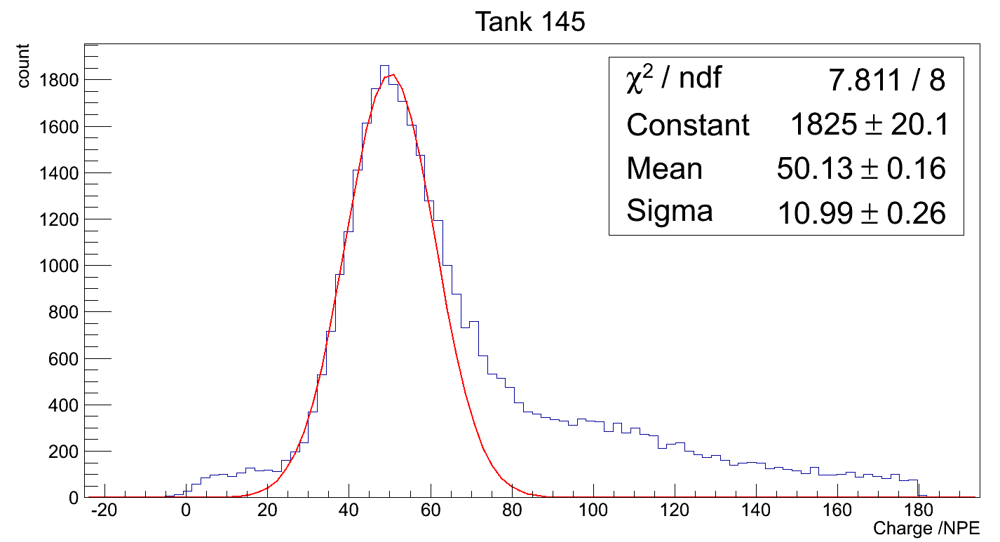 Tank 145
count
χ² / ndf 7.811 / 8
Constant 1825 ± 20.1
Mean 50.13 ± 0.16
Sigma 10.99 ± 0.26
1800
1600
1400
1200
1000
800
600
400
200
0
-20 0 20 40 60 80 100 120 140 160 180
Charge /NPE